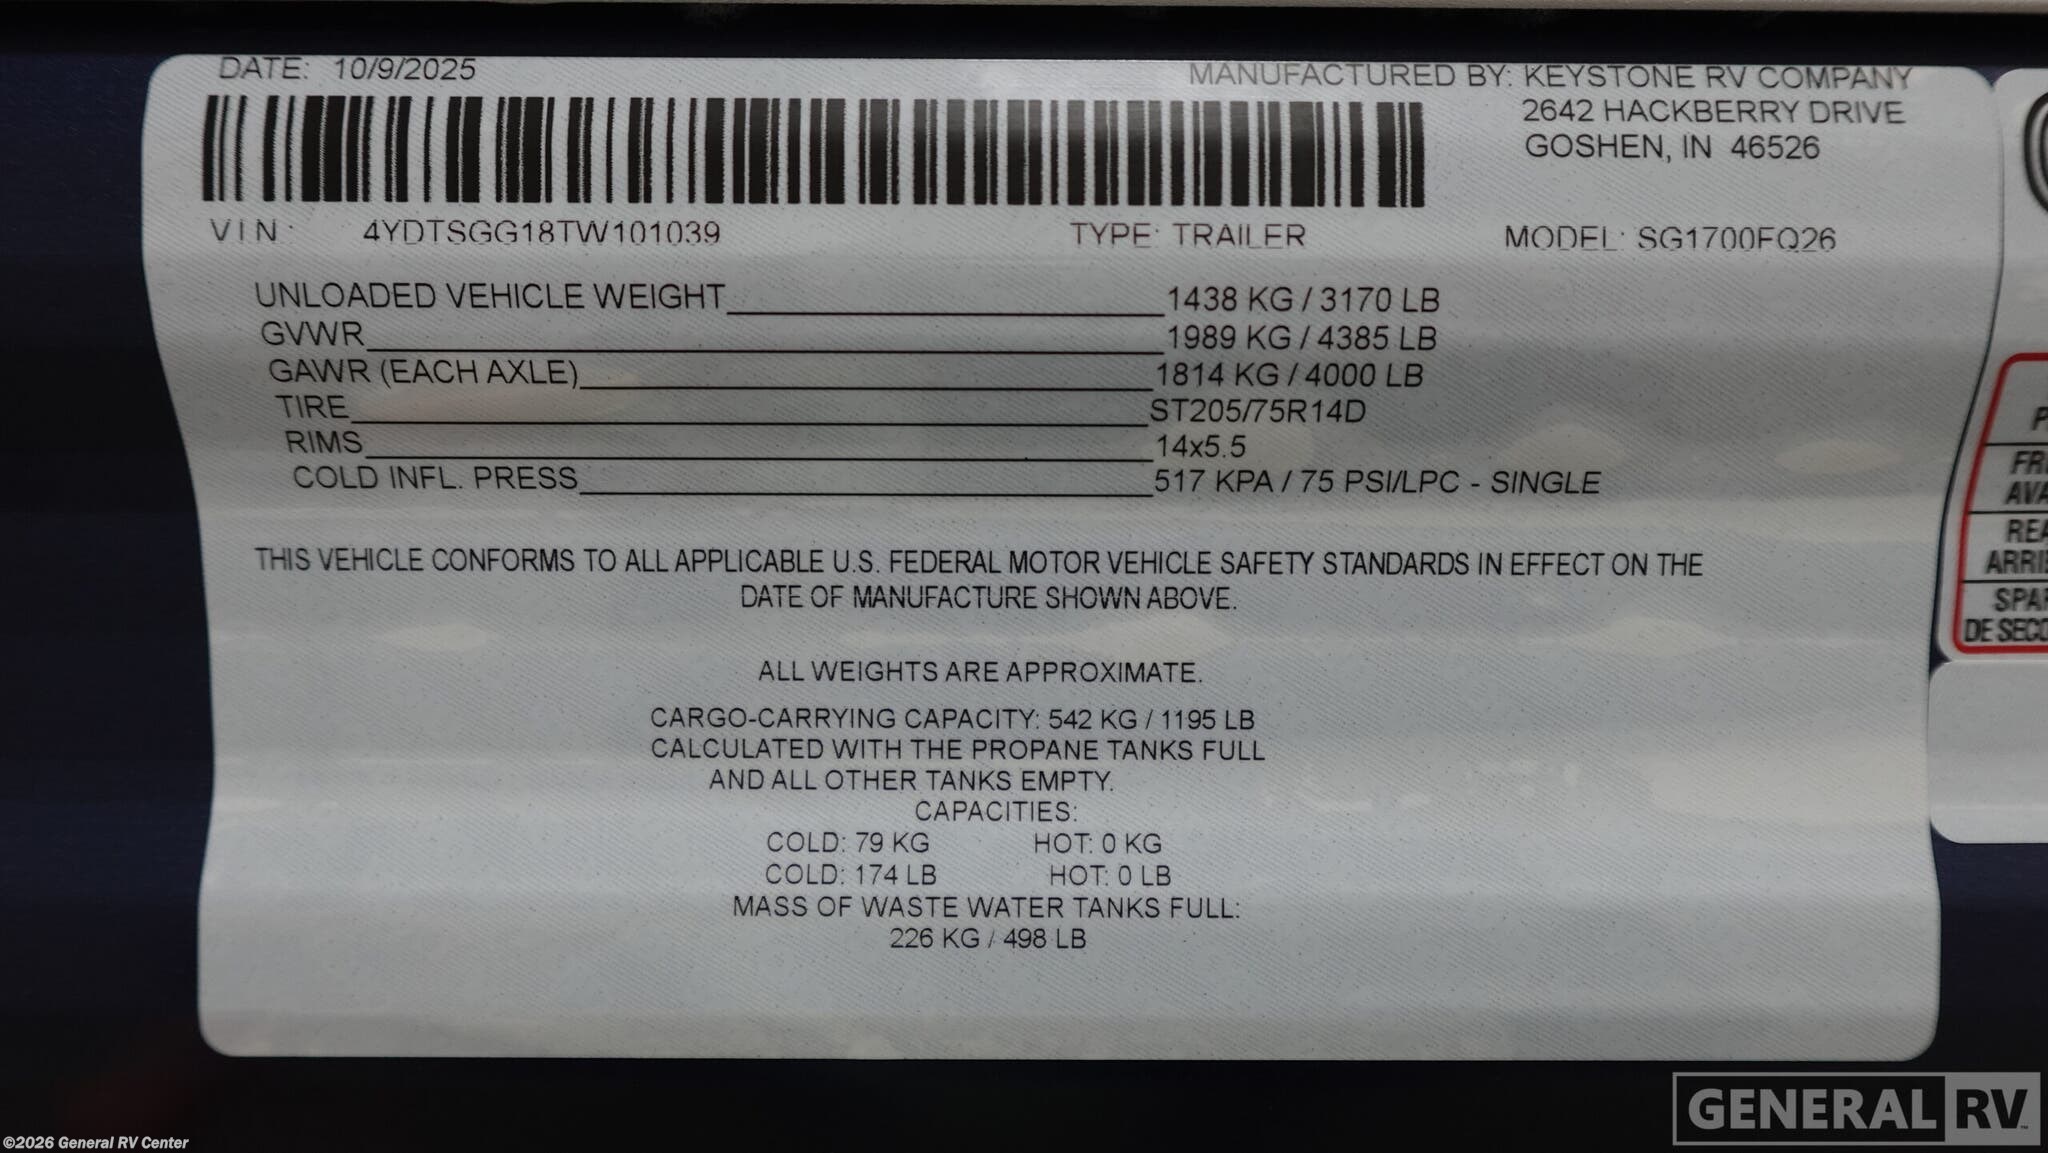 DATE: 10/9/2025
MANUFACTURED BY: KEYSTONE RV COMPANY
2642 HACKBERRY DRIVE
GOSHEN, IN 46526
VIN: 4YDTSGG18TW101039 TYPE: TRAILER MODEL: SG1700FQ26
UNLOADED VEHICLE WEIGHT 1438 KG / 3170 LB
GVWR 1989 KG / 4385 LB
GAWR (EACH AXLE) 1814 KG / 4000 LB
TIRE ST205/75R14D
RIMS 14x5.5
COLD INFL. PRESS 517 KPA / 75 PSI/LPC - SINGLE
THIS VEHICLE CONFORMS TO ALL APPLICABLE U.S. FEDERAL MOTOR VEHICLE SAFETY STANDARDS IN EFFECT ON THE
DATE OF MANUFACTURE SHOWN ABOVE.
ALL WEIGHTS ARE APPROXIMATE.
CARGO-CARRYING CAPACITY: 542 KG / 1195 LB
CALCULATED WITH THE PROPANE TANKS FULL
AND ALL OTHER TANKS EMPTY.
CAPACITIES:
COLD: 79 KG HOT: 0 KG
COLD: 174 LB HOT: 0 LB
MASS OF WASTE WATER TANKS FULL:
226 KG / 498 LB
GENERAL RV
©2026 General RV Center